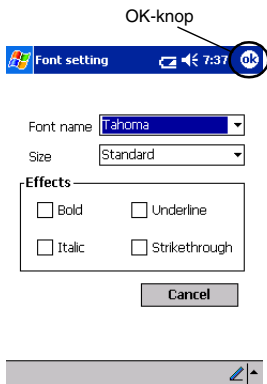 OK-knop
Font setting 7:37 ok
Font name Tahoma
Size Standard
Effects
Bold Underline
Italic Strikethrough
Cancel